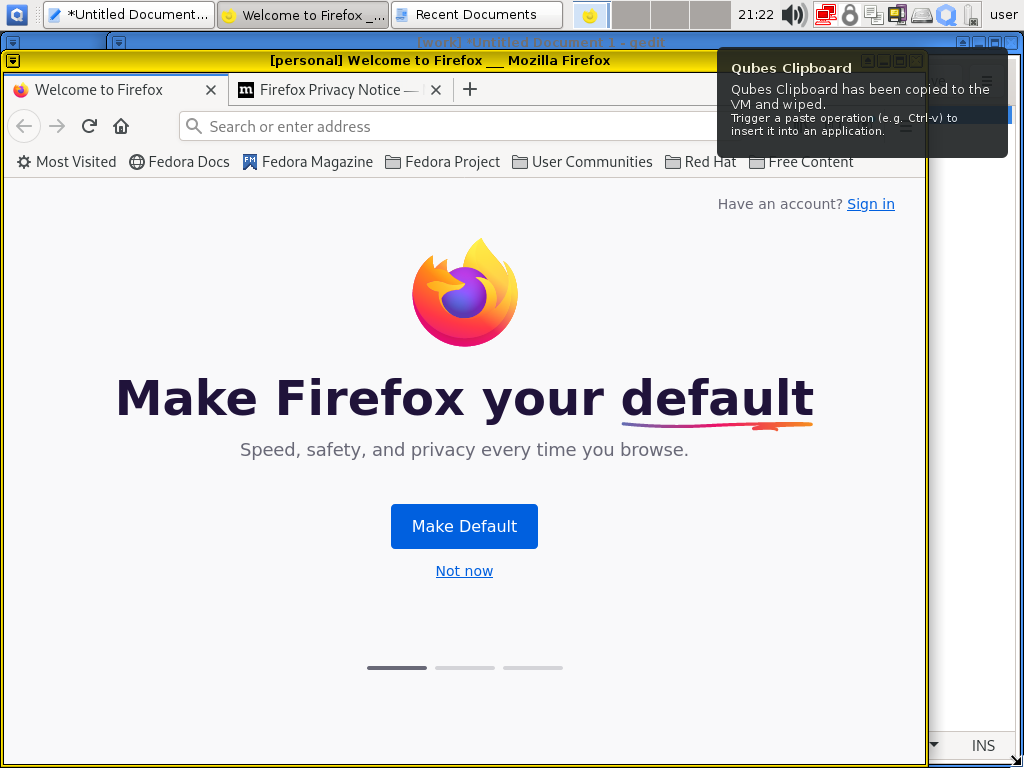 *Untitled Document...
Welcome to Firefox _...
Recent Documents
21:22
user
[work] *Untitled Document 1 - gedit
[personal] Welcome to Firefox __ Mozilla Firefox
Qubes Clipboard
Qubes Clipboard has been copied to the
VM and wiped.
Trigger a paste operation (e.g. Ctrl-v) to
insert it into an application.
Welcome to Firefox
Firefox Privacy Notice —
Search or enter address
Most Visited
Fedora Docs
FM
Fedora Magazine
Fedora Project
User Communities
Red Hat
Free Content
Have an account? Sign in
Make Firefox your default
Speed, safety, and privacy every time you browse.
Make Default
Not now
INS